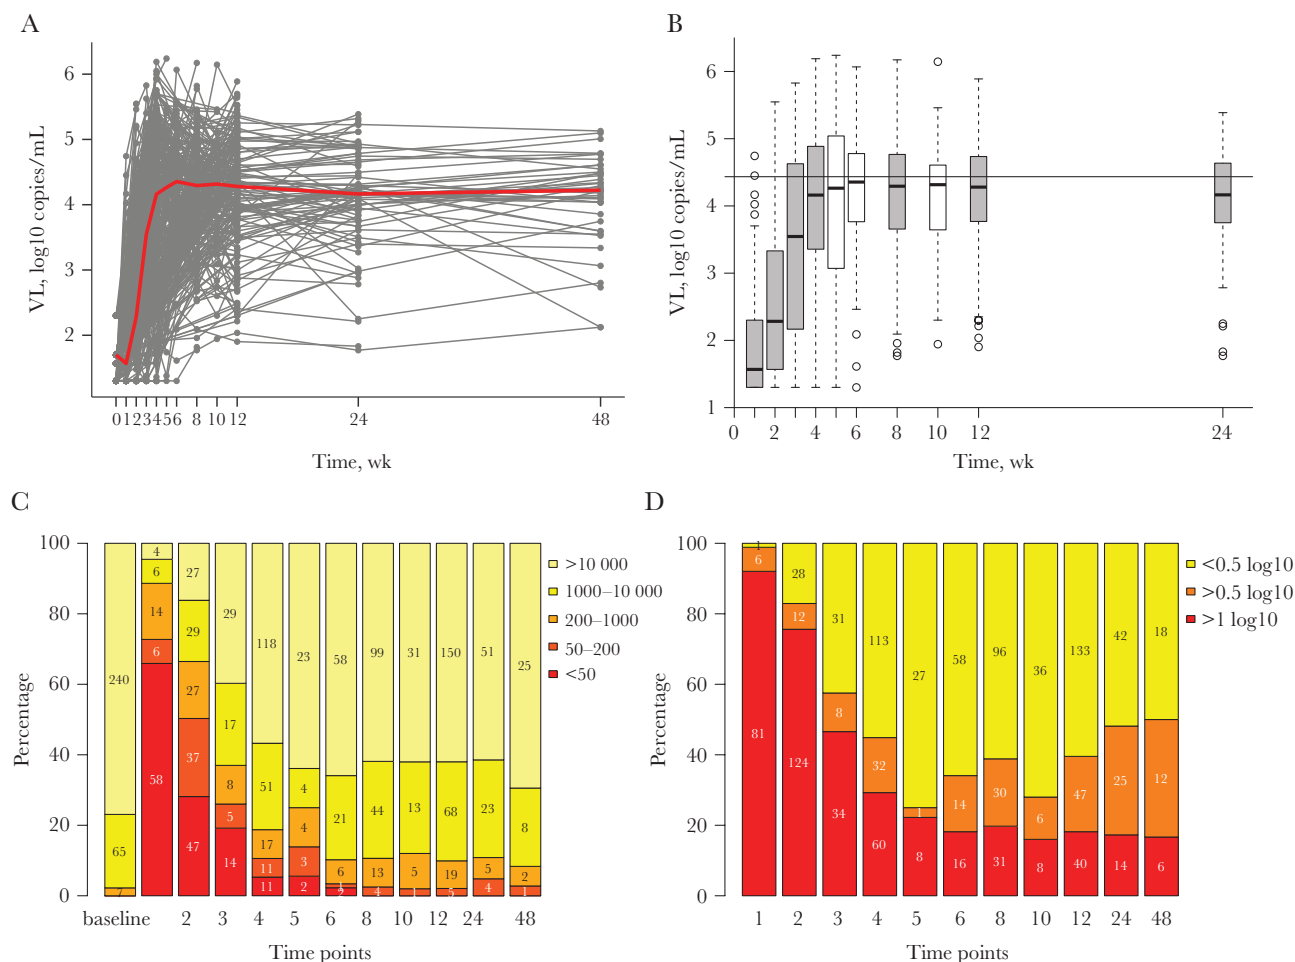 A
VL, log10 copies/mL
6
5
4
3
2
0 1 2 3 4 5 6 8 10 12 24 48
Time, wk
B
VL, log10 copies/mL
6
5
4
3
2
1
0 2 4 6 8 10 12 24
Time, wk
C
Percentage
100
80
60
40
20
0
240 65 7
4 6 14 6 58
27 29 27 37 47
29 17 8 5 14
118 51 17 11 11
23 4 4 3 2
58 21 6 1 2
99 44 13 4
31 13 5 1
150 68 19 5
51 23 5 4
25 8 2 1
>10 000
1000–10 000
200–1000
50–200
<50
baseline 2 3 4 5 6 8 10 12 24 48
Time points
D
Percentage
100
80
60
40
20
0
1 6 81
28 12 124
31 8 34
113 32 60
27 1 8
58 14 16
96 30 31
36 6 8
133 47 40
42 25 14
18 12 6
<0.5 log10
>0.5 log10
>1 log10
1 2 3 4 5 6 8 10 12 24 48
Time points